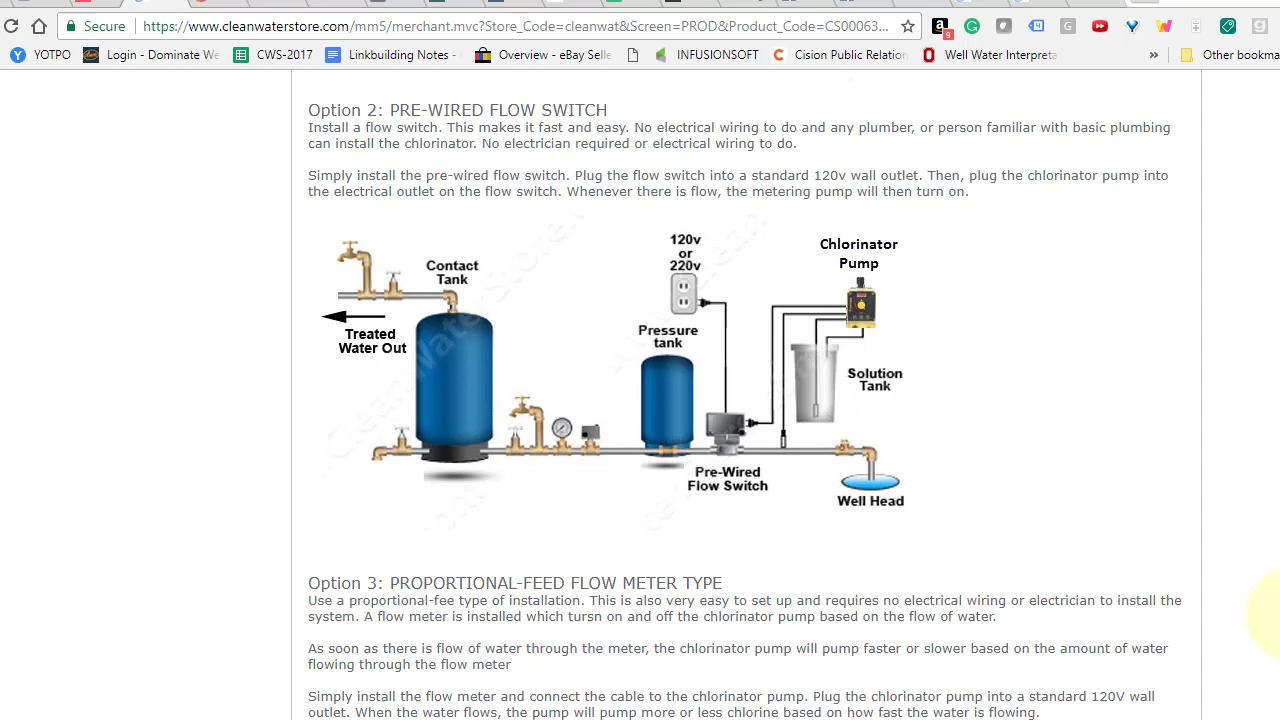 Secure https://www.cleanwaterstore.com/mm5/merchant.mvc?Store_Code=cleanwat&Screen=PROD&Product_Code=CS00063...
9
YOTPO Login - Dominate We CWS-2017 Linkbuilding Notes - Overview - eBay Selle INFUSIONSOFT Cision Public Relation Well Water Interpreta » Other bookma
Option 2: PRE-WIRED FLOW SWITCH
Install a flow switch. This makes it fast and easy. No electrical wiring to do and any plumber, or person familiar with basic plumbing
can install the chlorinator. No electrician required or electrical wiring to do.
Simply install the pre-wired flow switch. Plug the flow switch into a standard 120v wall outlet. Then, plug the chlorinator pump into
the electrical outlet on the flow switch. Whenever there is flow, the metering pump will then turn on.
120v
or
220v
Chlorinator
Pump
Contact
Tank
Treated
Water Out
Pressure
tank
Solution
Tank
Pre-Wired
Flow Switch
Well Head
Option 3: PROPORTIONAL-FEED FLOW METER TYPE
Use a proportional-fee type of installation. This is also very easy to set up and requires no electrical wiring or electrician to install the
system. A flow meter is installed which tursn on and off the chlorinator pump based on the flow of water.
As soon as there is flow of water through the meter, the chlorinator pump will pump faster or slower based on the amount of water
flowing through the flow meter
Simply install the flow meter and connect the cable to the chlorinator pump. Plug the chlorinator pump into a standard 120V wall
outlet. When the water flows, the pump will pump more or less chlorine based on how fast the water is flowing.